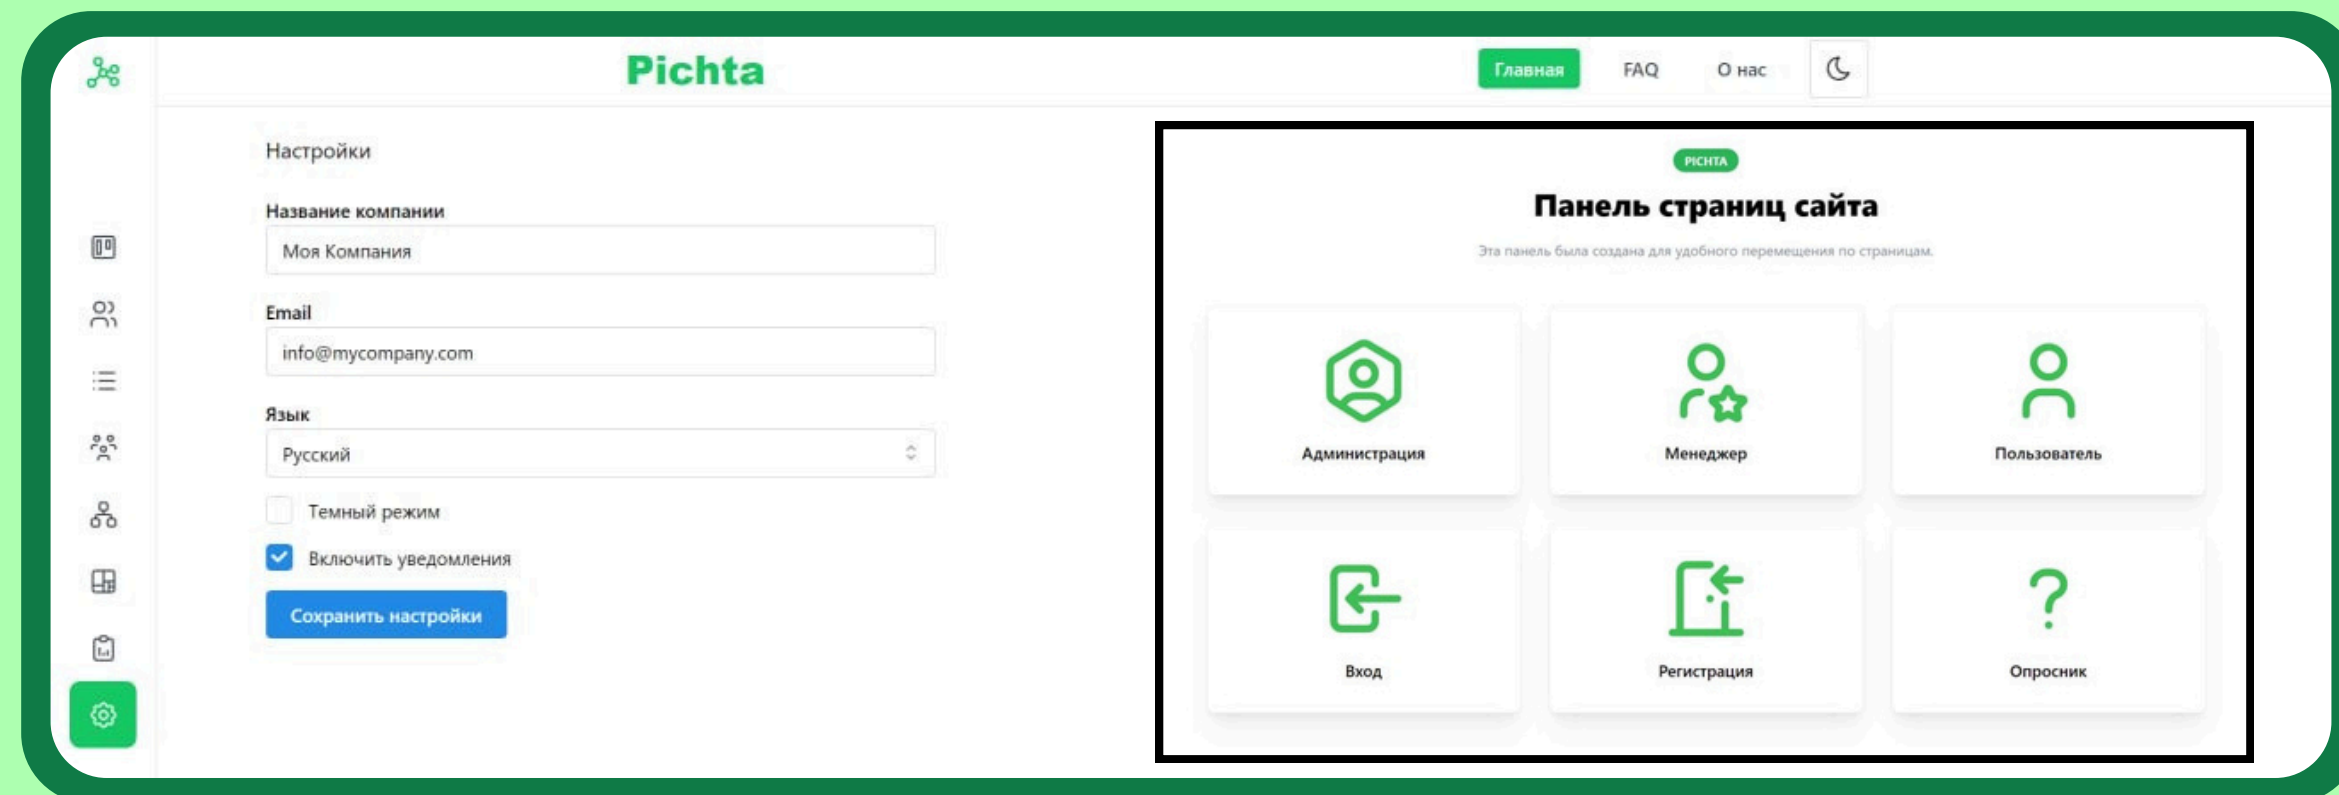 Pichta
Главная
FAQ
О нас
Настройки
Название компании
Моя Компания
Email
info@mycompany.com
Язык
Русский
Темный режим
Включить уведомления
Сохранить настройки
PICHTA
Панель страниц сайта
Эта панель была создана для удобного перемещения по страницам.
Администрация
Менеджер
Пользователь
Вход
Регистрация
Опросник